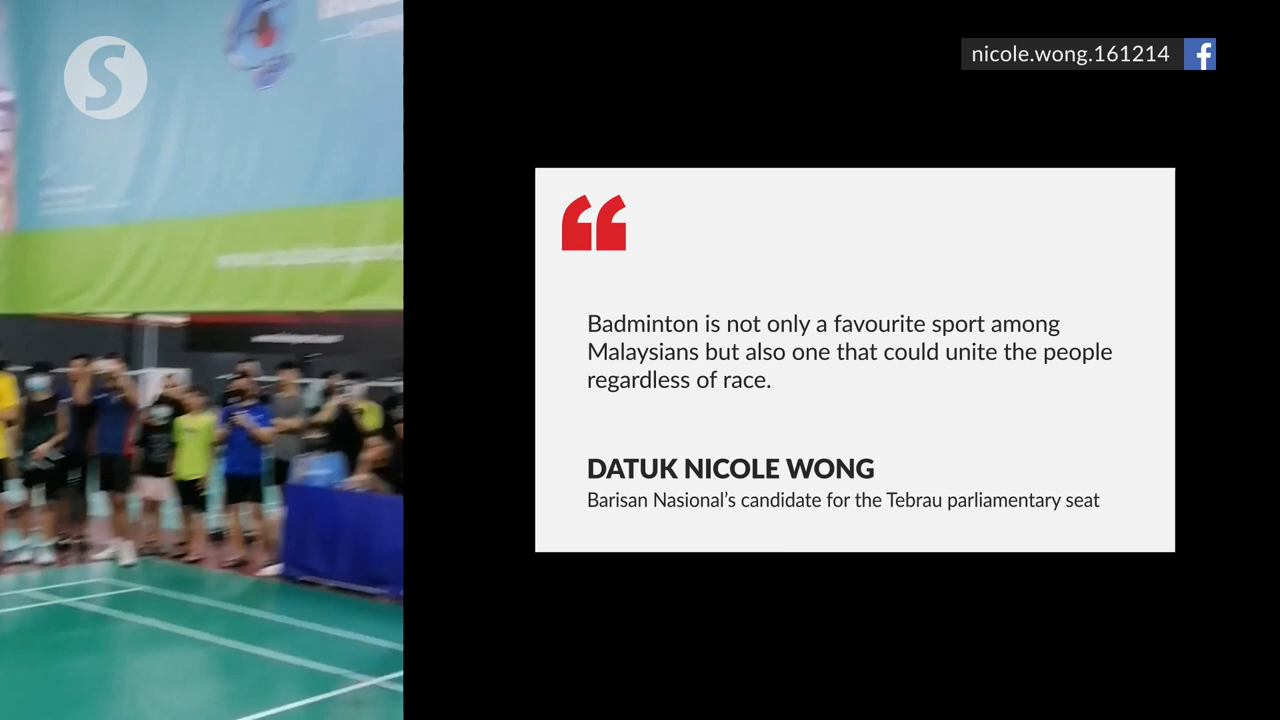 S
nicole.wong.161214
Badminton is not only a favourite sport among
Malaysians but also one that could unite the people
regardless of race.
DATUK NICOLE WONG
Barisan Nasional’s candidate for the Tebrau parliamentary seat